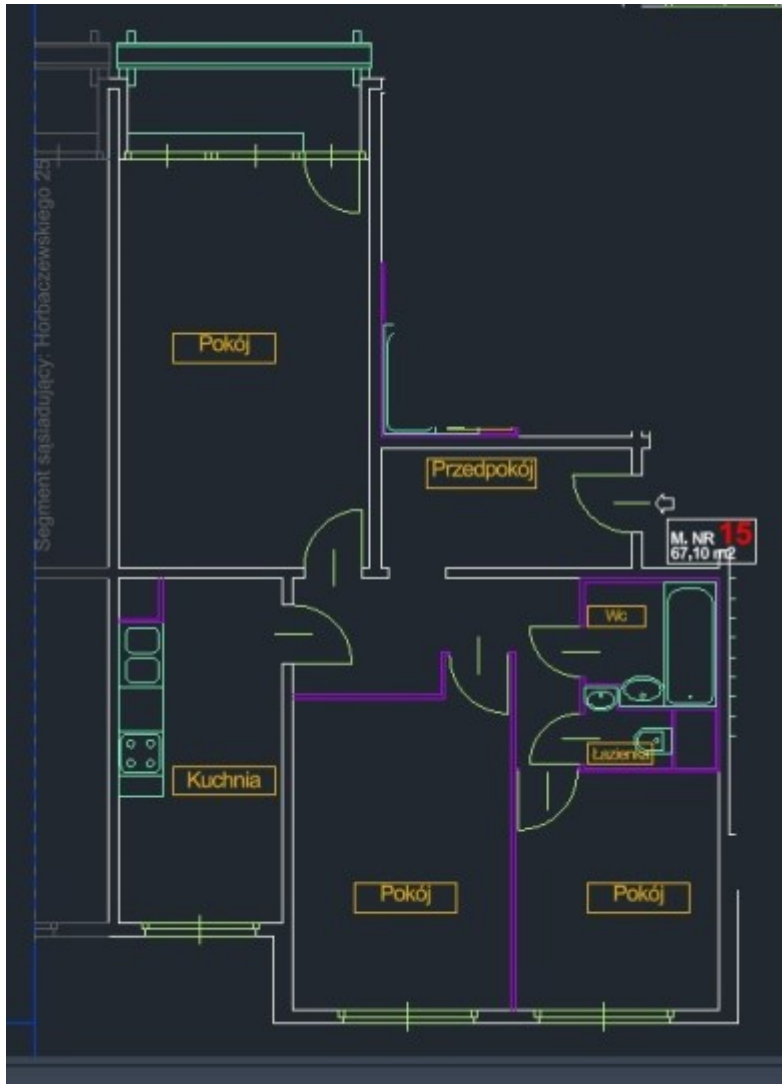 Segment sąsiadujący: Horbaczewskiego 25
Pokój
Przedpokój
M. NR 15
67,10 m2
Wc
Łazienka
Kuchnia
Pokój
Pokój